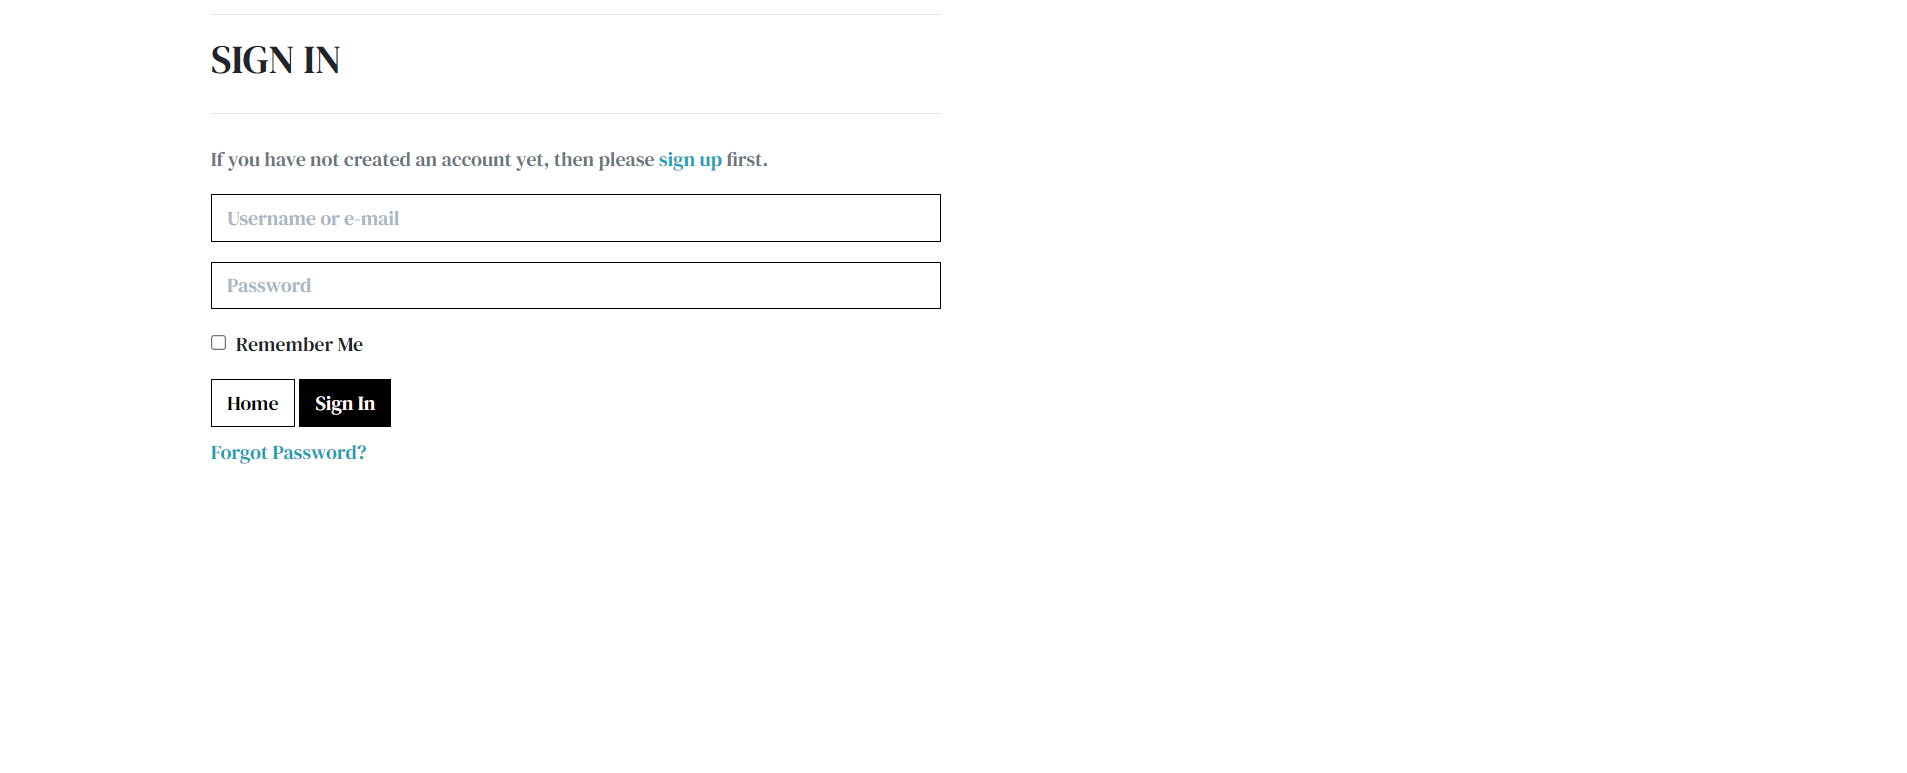 SIGN IN
If you have not created an account yet, then please sign up first.
Username or e-mail
Password
Remember Me
Home Sign In
Forgot Password?